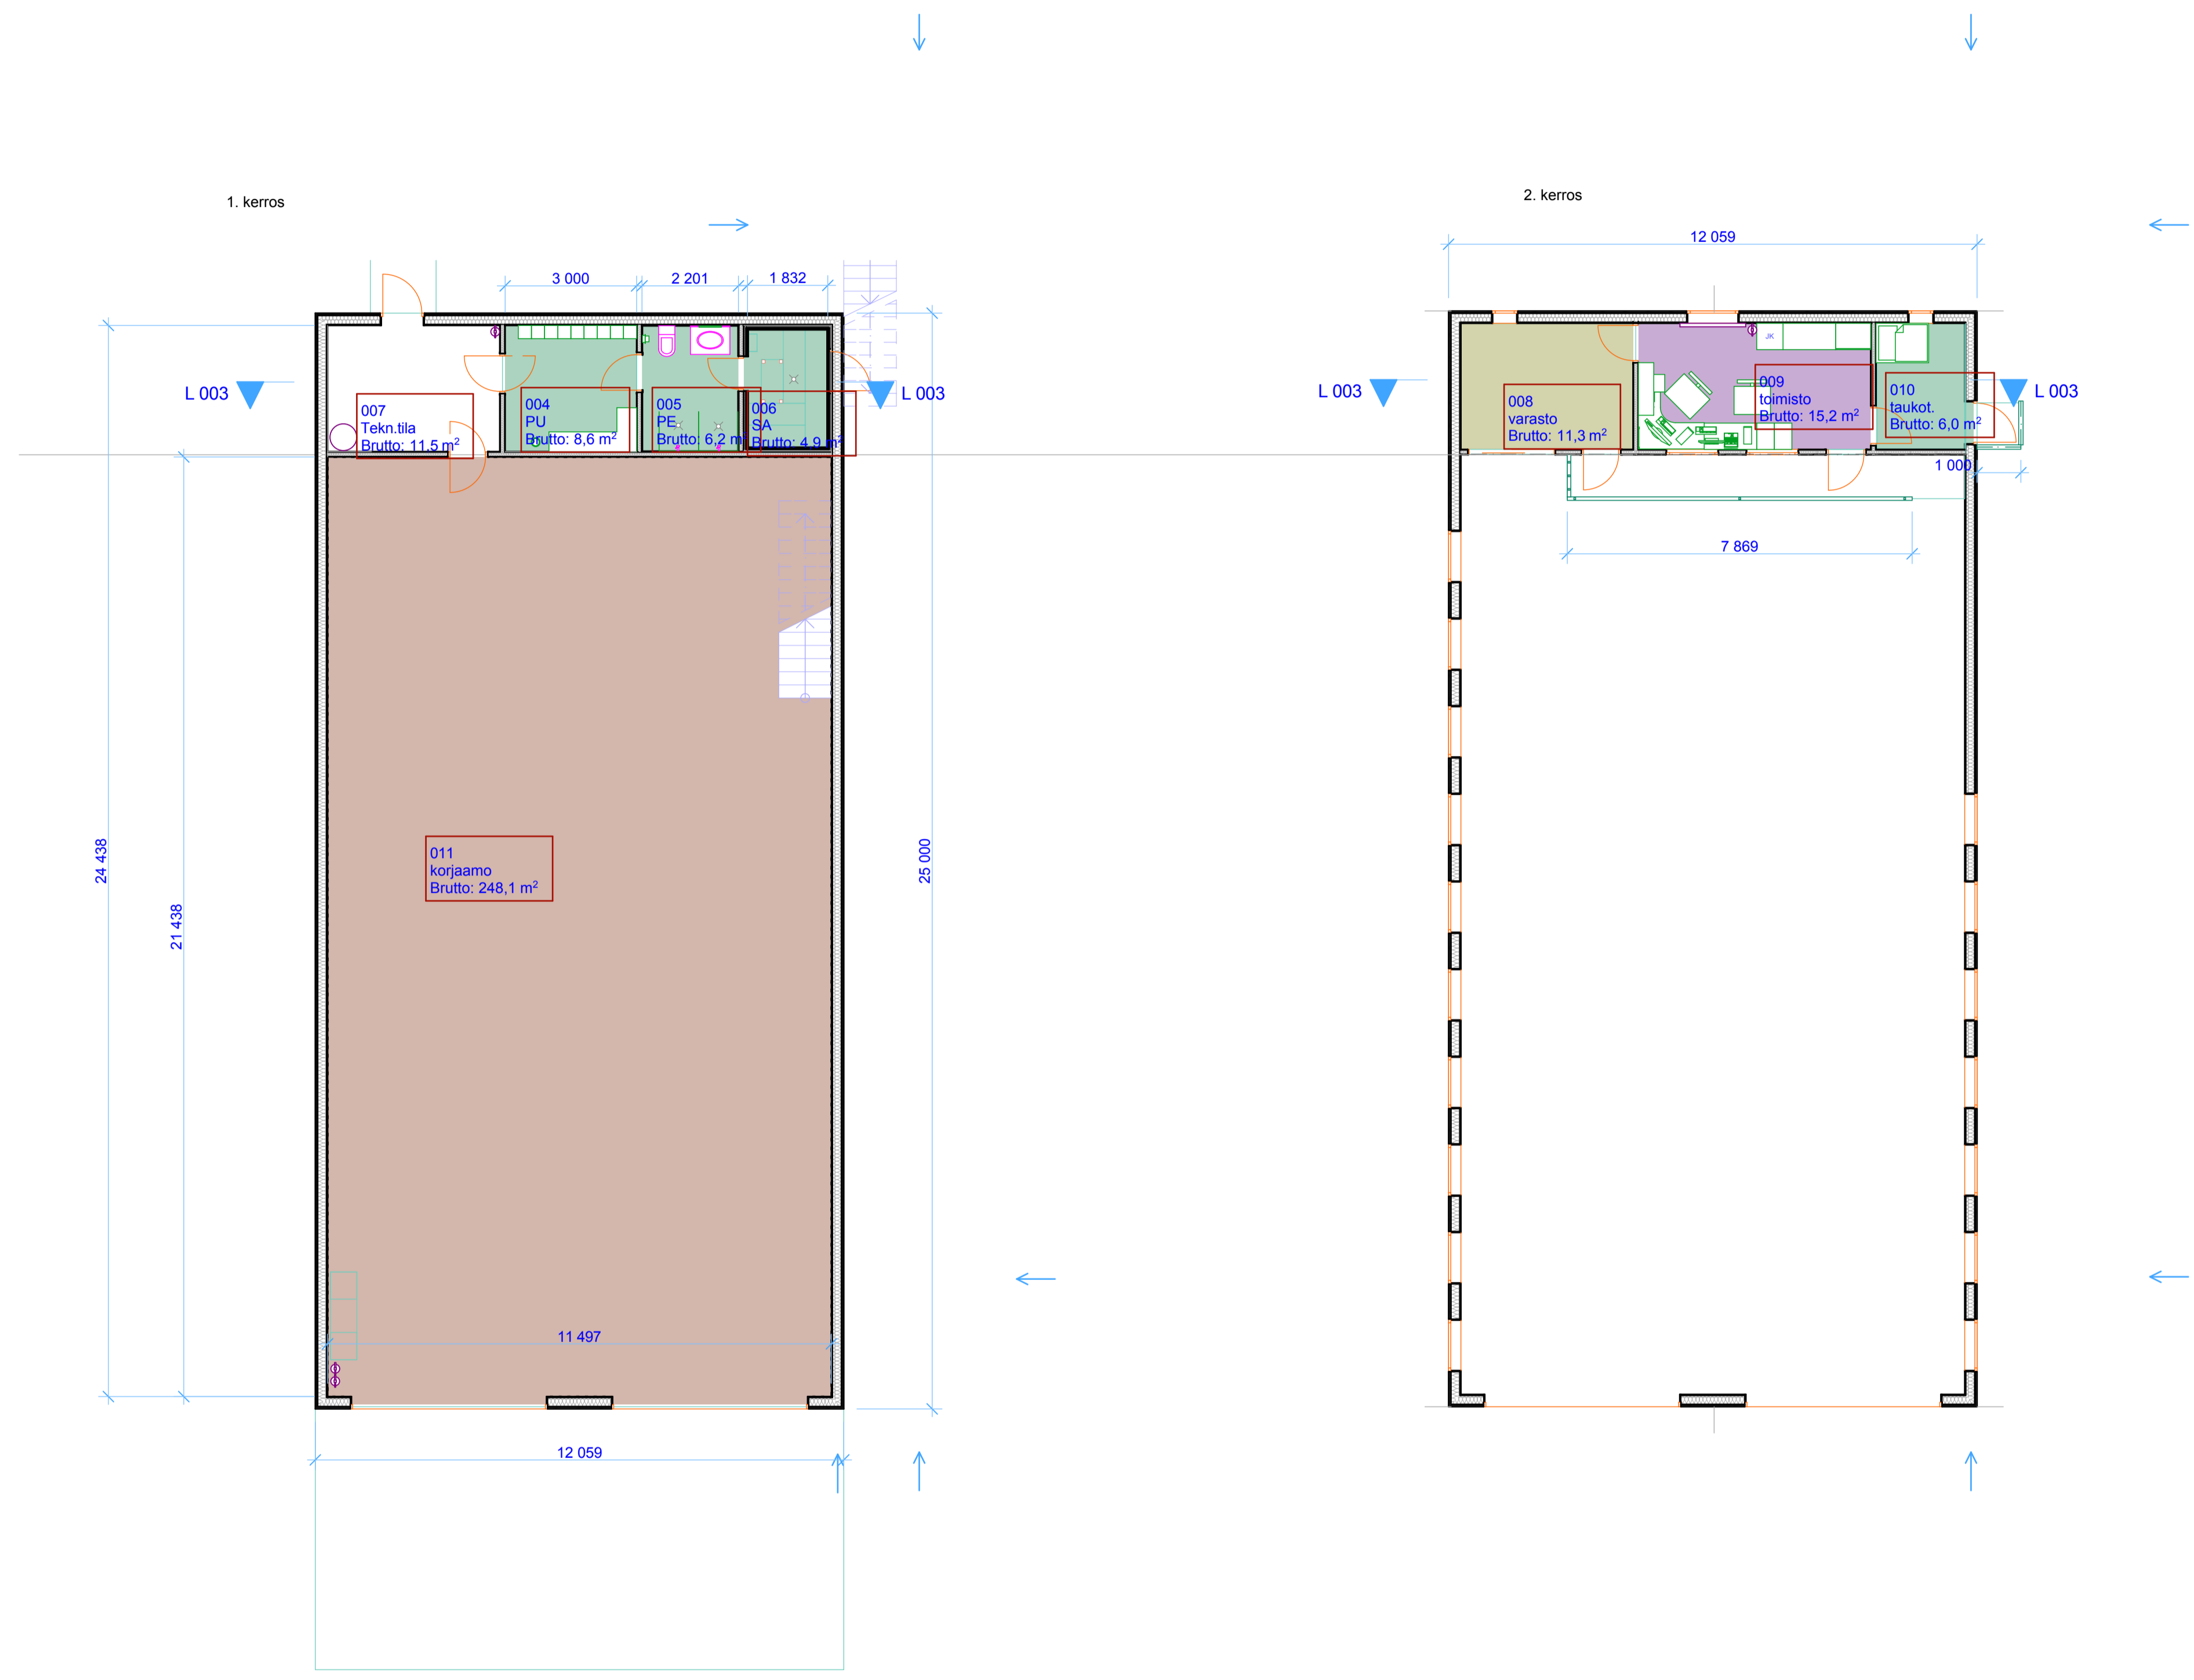 1. kerros
2. kerros
12 059
3 000
2 201
1 832
L 003
L 003
L 003
L 003
JK
007
Tekn.tila
Brutto: 11,5 m²
004
PU
Brutto: 8,6 m²
005
PE
Brutto: 6,2 m²
006
SA
Brutto: 4,9 m²
008
varasto
Brutto: 11,3 m²
009
toimisto
Brutto: 15,2 m²
010
taukot.
Brutto: 6,0 m²
1 000
7 869
24 438
21 438
25 000
011
korjaamo
Brutto: 248,1 m²
11 497
12 059